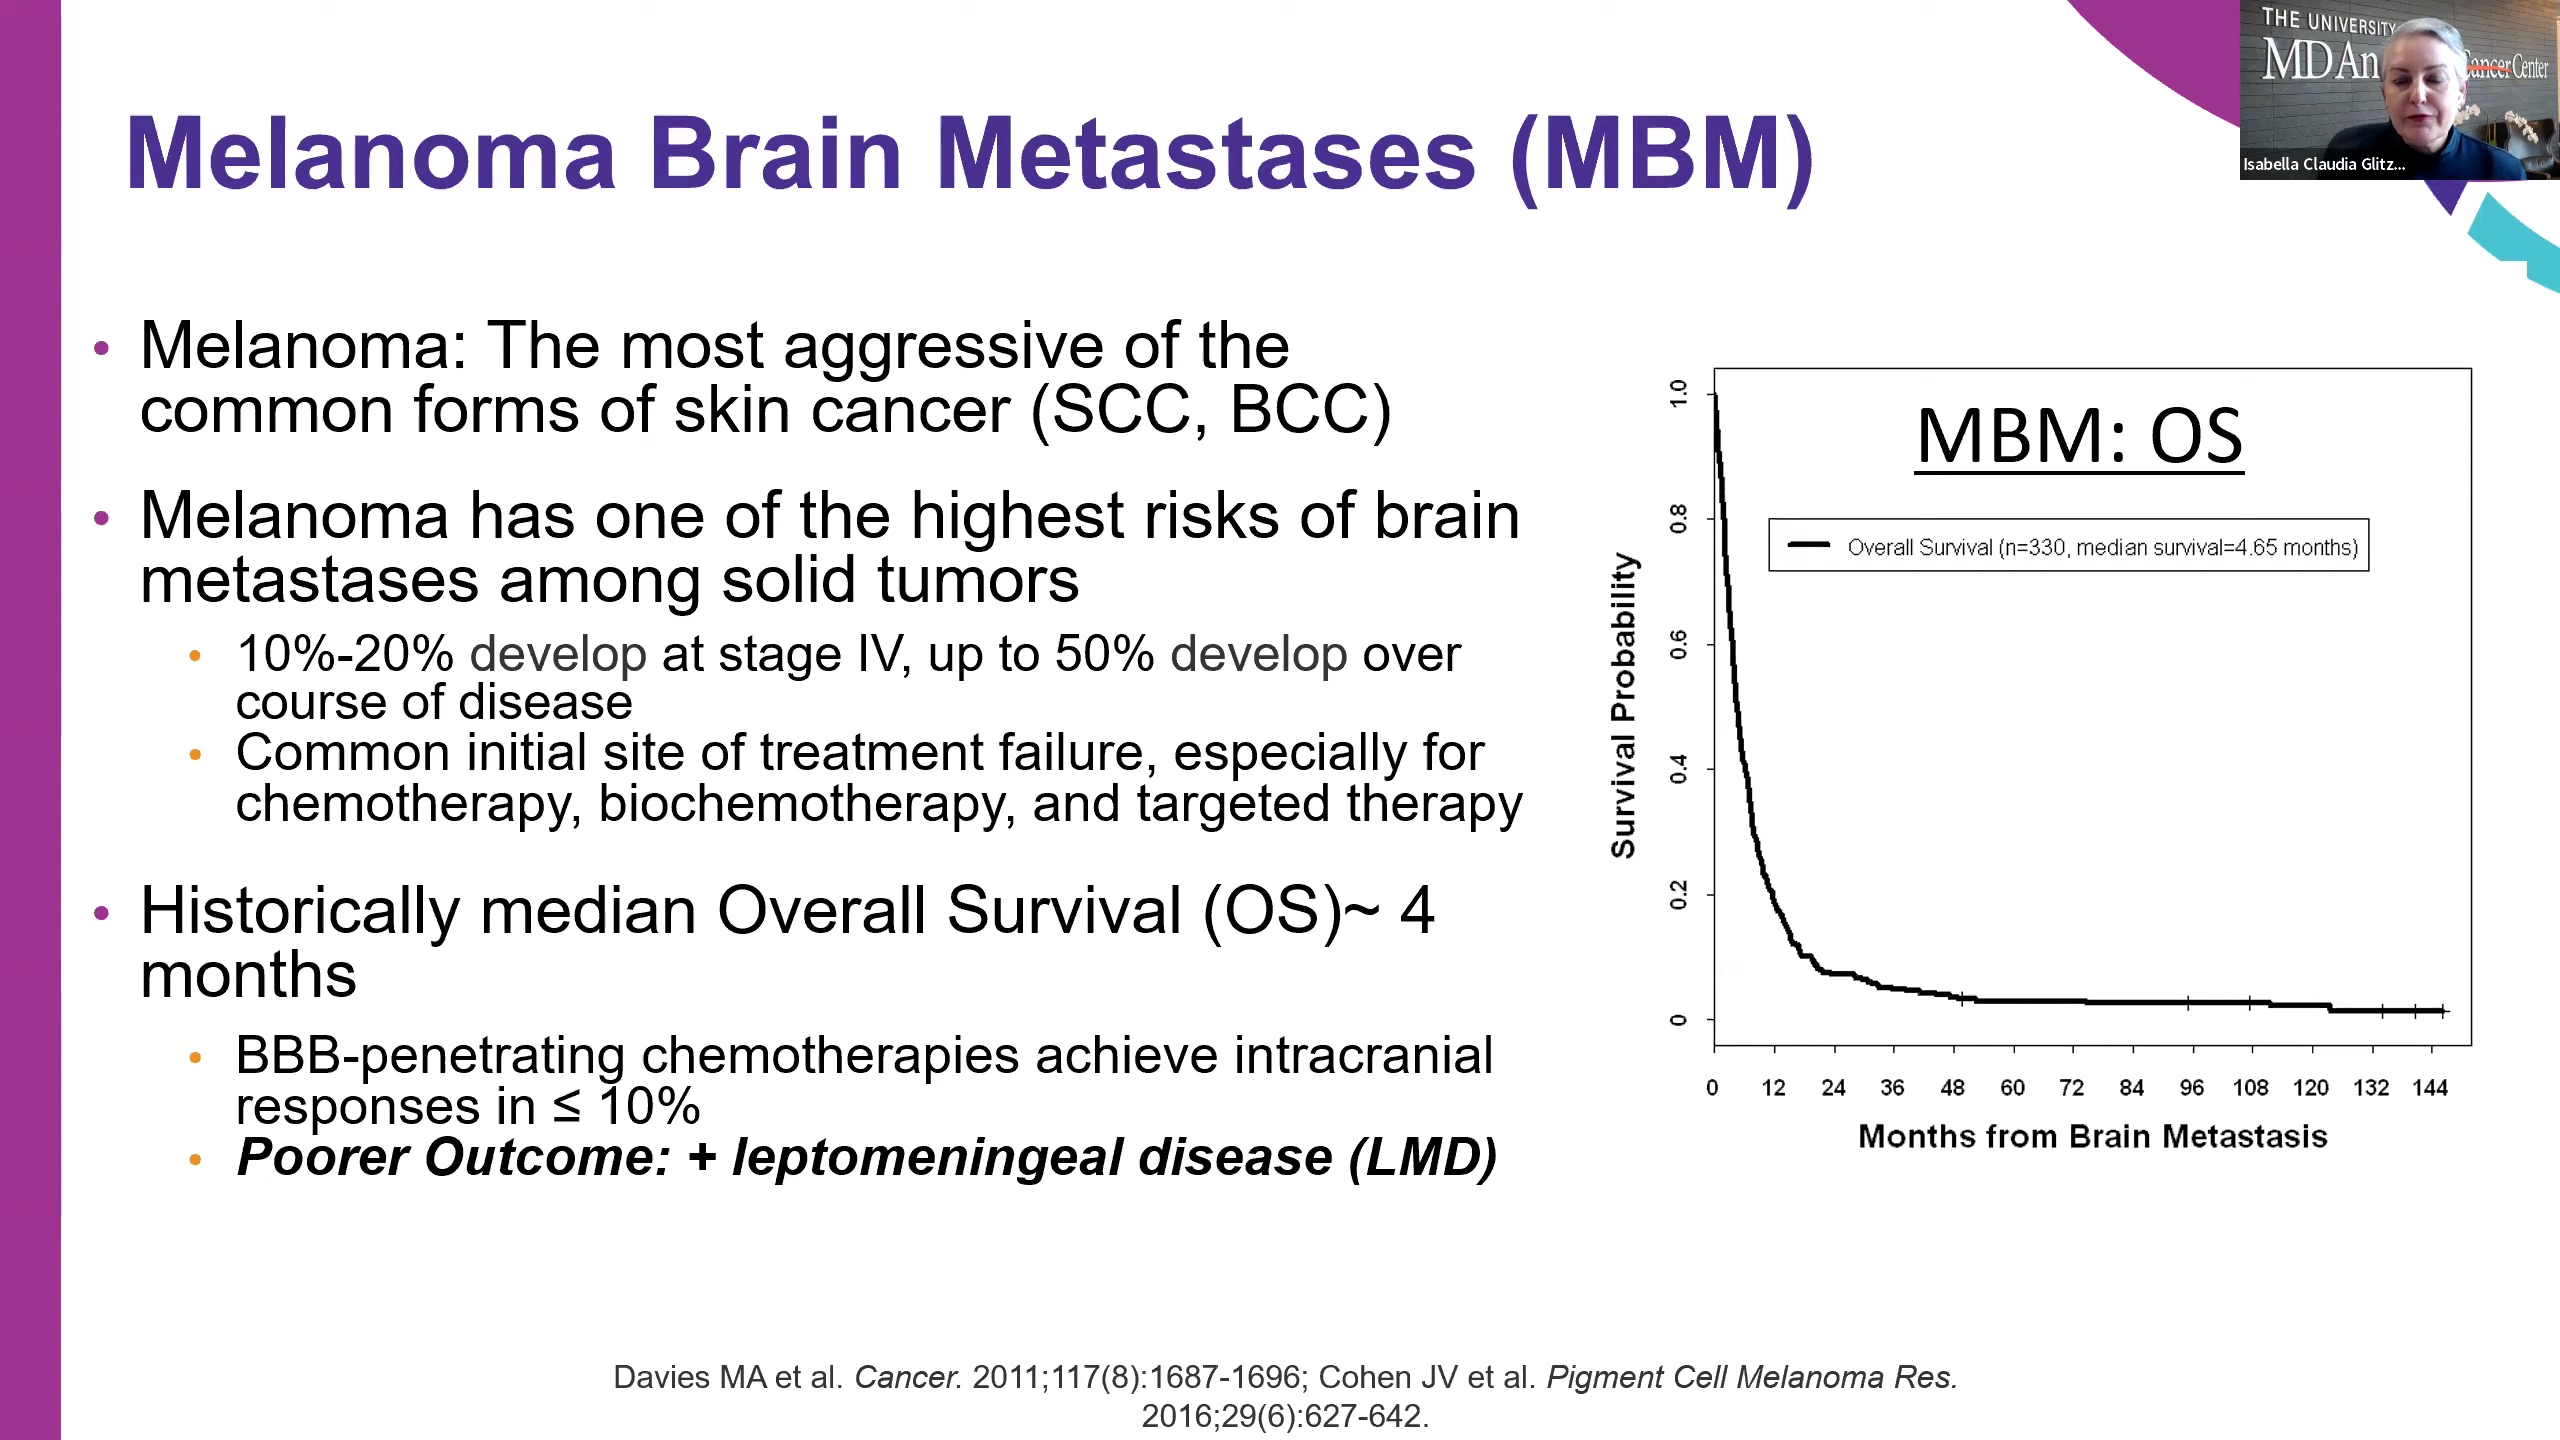 THE UNIVERSITY
MD An
Cancer Center
Isabella Claudia Glitz...
Melanoma Brain Metastases (MBM)
• Melanoma: The most aggressive of the
common forms of skin cancer (SCC, BCC)
• Melanoma has one of the highest risks of brain
metastases among solid tumors
• 10%-20% develop at stage IV, up to 50% develop over
course of disease
• Common initial site of treatment failure, especially for
chemotherapy, biochemotherapy, and targeted therapy
• Historically median Overall Survival (OS)~ 4
months
• BBB-penetrating chemotherapies achieve intracranial
responses in ≤ 10%
• Poorer Outcome: + leptomeningeal disease (LMD)
MBM: OS
Overall Survival (n=330, median survival=4.65 months)
Survival Probability
1.0
0.8
0.6
0.4
0.2
0
0 12 24 36 48 60 72 84 96 108 120 132 144
Months from Brain Metastasis
Davies MA et al. Cancer. 2011;117(8):1687-1696; Cohen JV et al. Pigment Cell Melanoma Res.
2016;29(6):627-642.